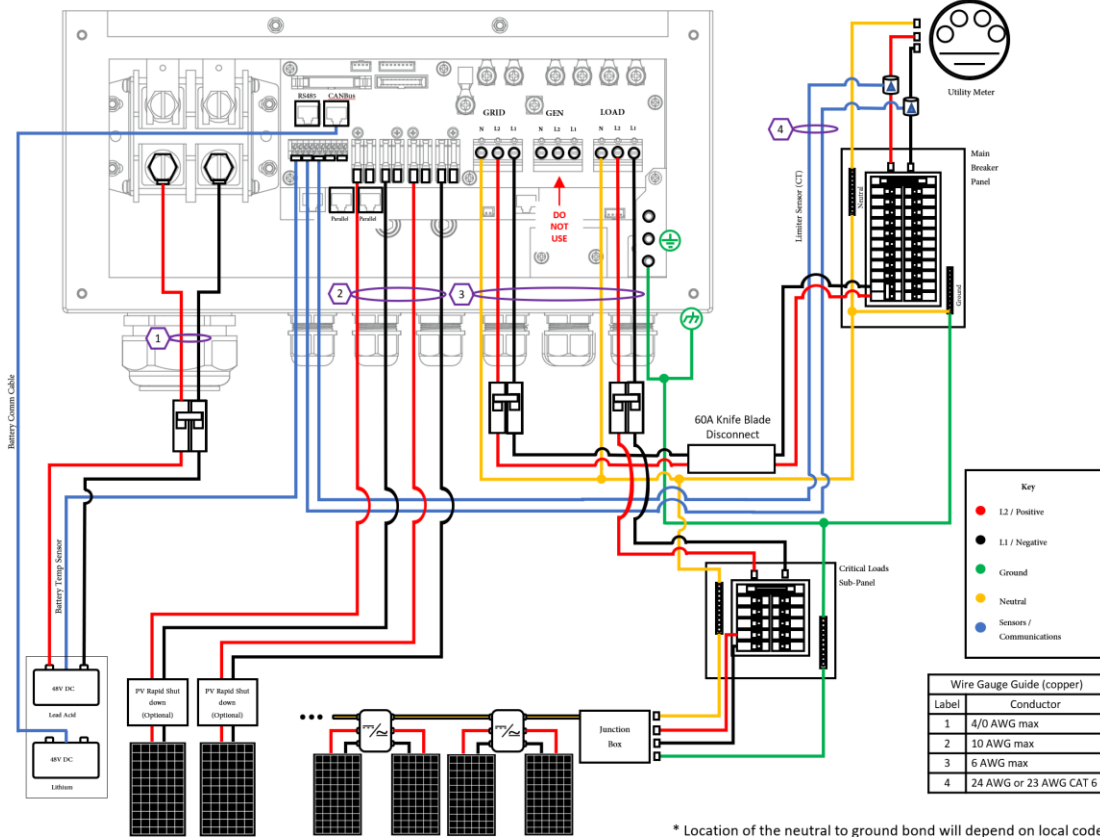 Utility Meter
RS485
CANBus
GRID
GEN
LOAD
N L2 L1
N L2 L1
N L2 L1
4
Main
Breaker
Panel
Limiter Sensor (CT)
Neutral
Ground
Parallel
Parallel
DO
NOT
USE
2
3
1
Battery Comm Cable
60A Knife Blade
Disconnect
Battery Temp Sensor
Key
L2 / Positive
L1 / Negative
Ground
Neutral
Sensors /
Communications
Critical Loads
Sub-Panel
48V DC
Lead Acid
48V DC
Lithium
PV Rapid Shut
down
(Optional)
PV Rapid Shut
down
(Optional)
Junction
Box
Wire Gauge Guide (copper)
Label Conductor
1 4/0 AWG max
2 10 AWG max
3 6 AWG max
4 24 AWG or 23 AWG CAT 6
* Location of the neutral to ground bond will depend on local code